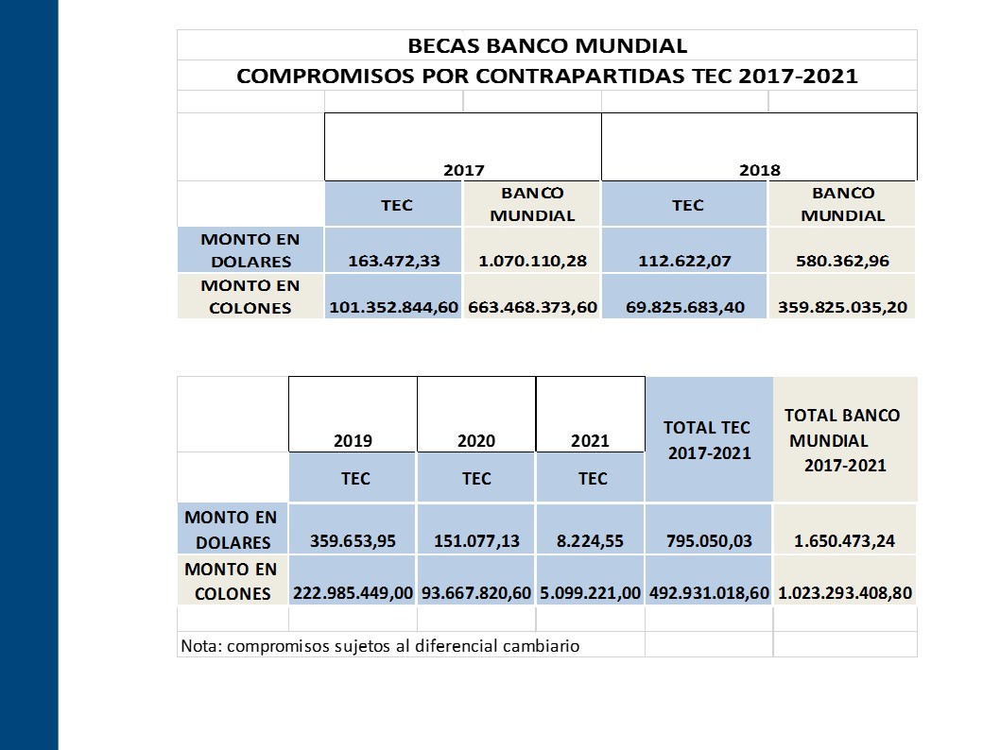 BECAS BANCO MUNDIAL
COMPROMISOS POR CONTRAPARTIDAS TEC 2017-2021
2017 2018
TEC BANCO MUNDIAL TEC BANCO MUNDIAL
MONTO EN DOLARES 163.472,33 1.070.110,28 112.622,07 580.362,96
MONTO EN COLONES 101.352.844,60 663.468.373,60 69.825.683,40 359.825.035,20
2019 2020 2021 TOTAL TEC 2017-2021 TOTAL BANCO MUNDIAL 2017-2021
TEC TEC TEC
MONTO EN DOLARES 359.653,95 151.077,13 8.224,55 795.050,03 1.650.473,24
MONTO EN COLONES 222.985.449,00 93.667.820,60 5.099.221,00 492.931.018,60 1.023.293.408,80
Nota: compromisos sujetos al diferencial cambiario